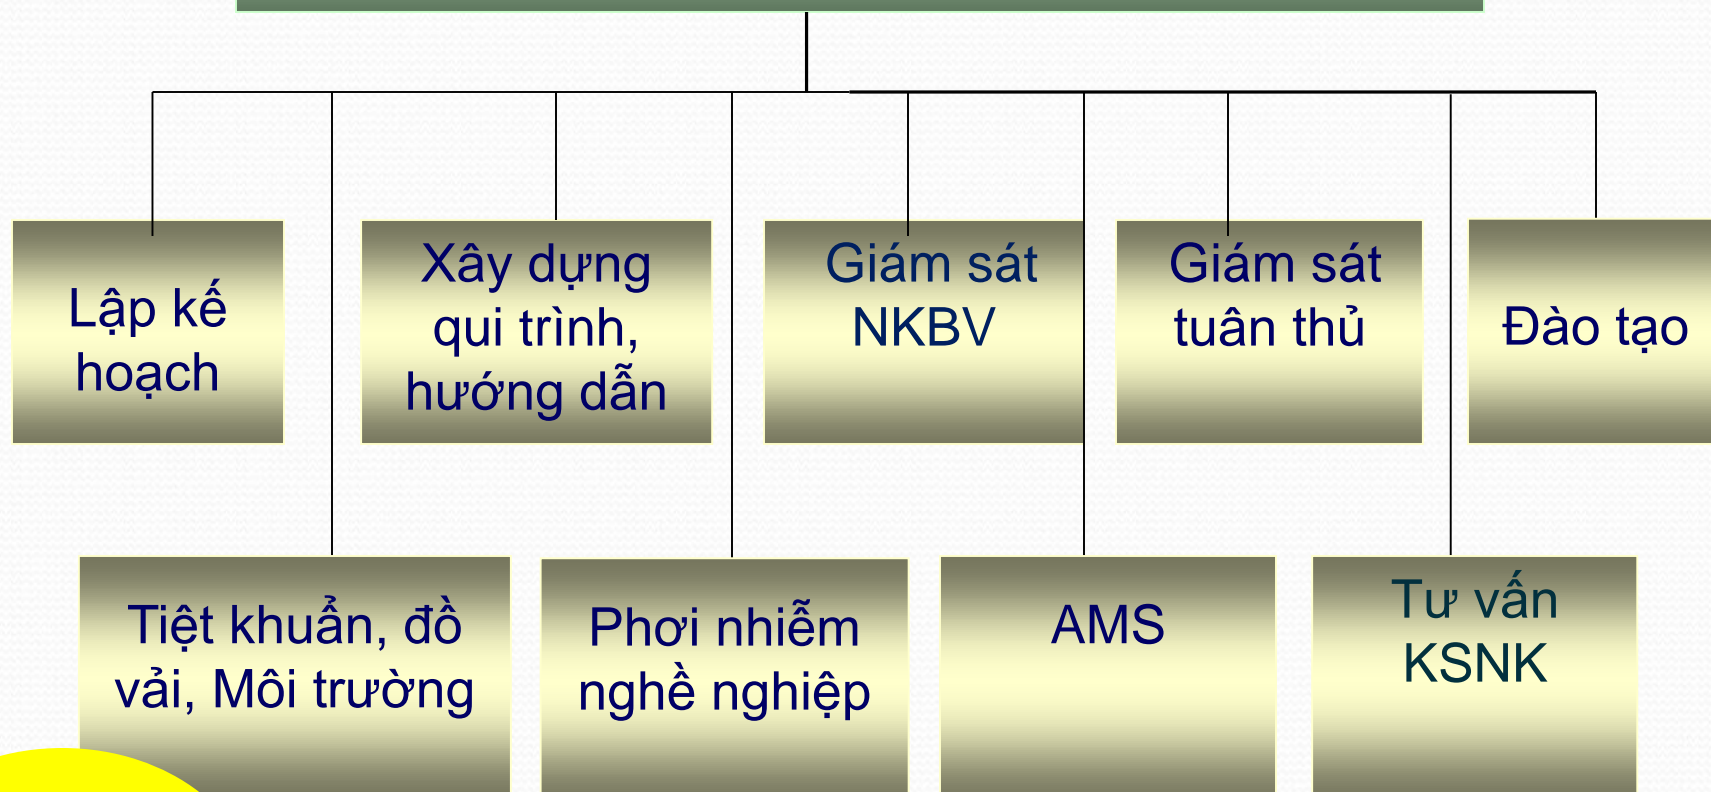 Lập kế
hoạch
Xây dựng
qui trình,
hướng dẫn
Giám sát
NKBV
Giám sát
tuân thủ
Đào tạo
Tiệt khuẩn, đồ
vải, Môi trường
Phơi nhiễm
nghề nghiệp
AMS
Tư vấn
KSNK